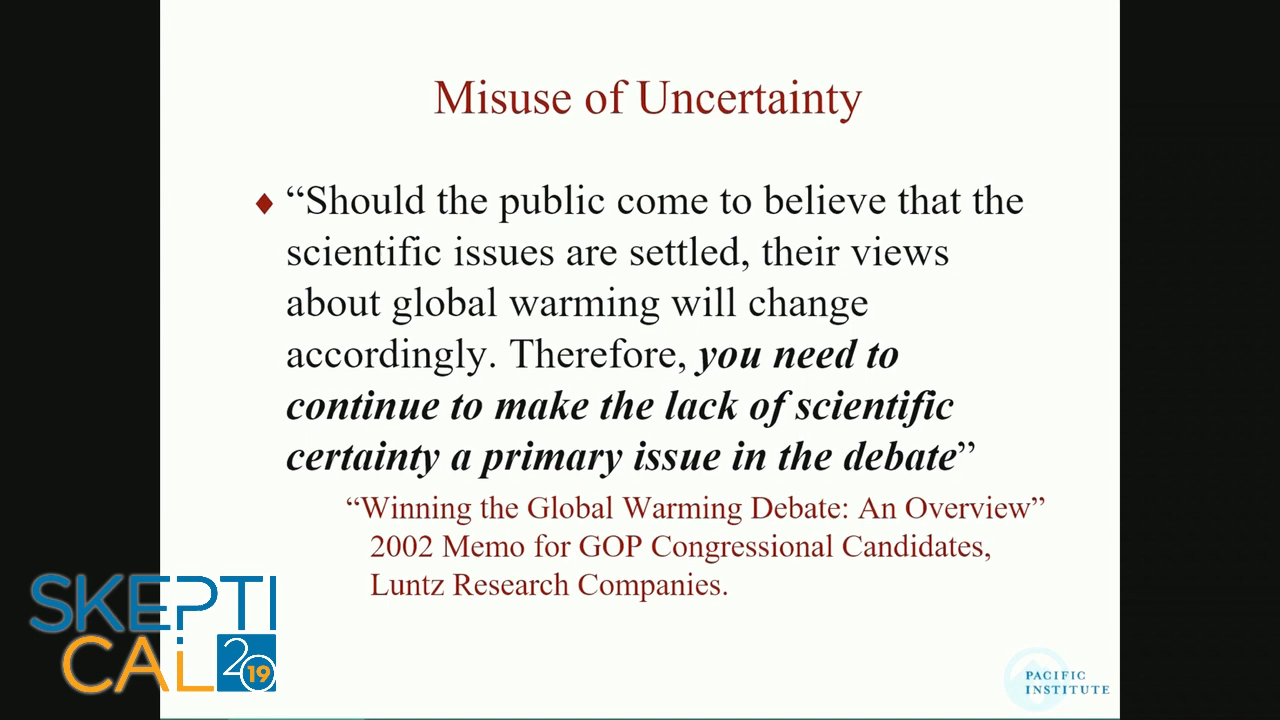 Misuse of Uncertainty
♦ “Should the public come to believe that the
scientific issues are settled, their views
about global warming will change
accordingly. Therefore, you need to
continue to make the lack of scientific
certainty a primary issue in the debate”
“Winning the Global Warming Debate: An Overview”
2002 Memo for GOP Congressional Candidates,
Luntz Research Companies.
SKEPTI
CAL 2019
PACIFIC
INSTITUTE